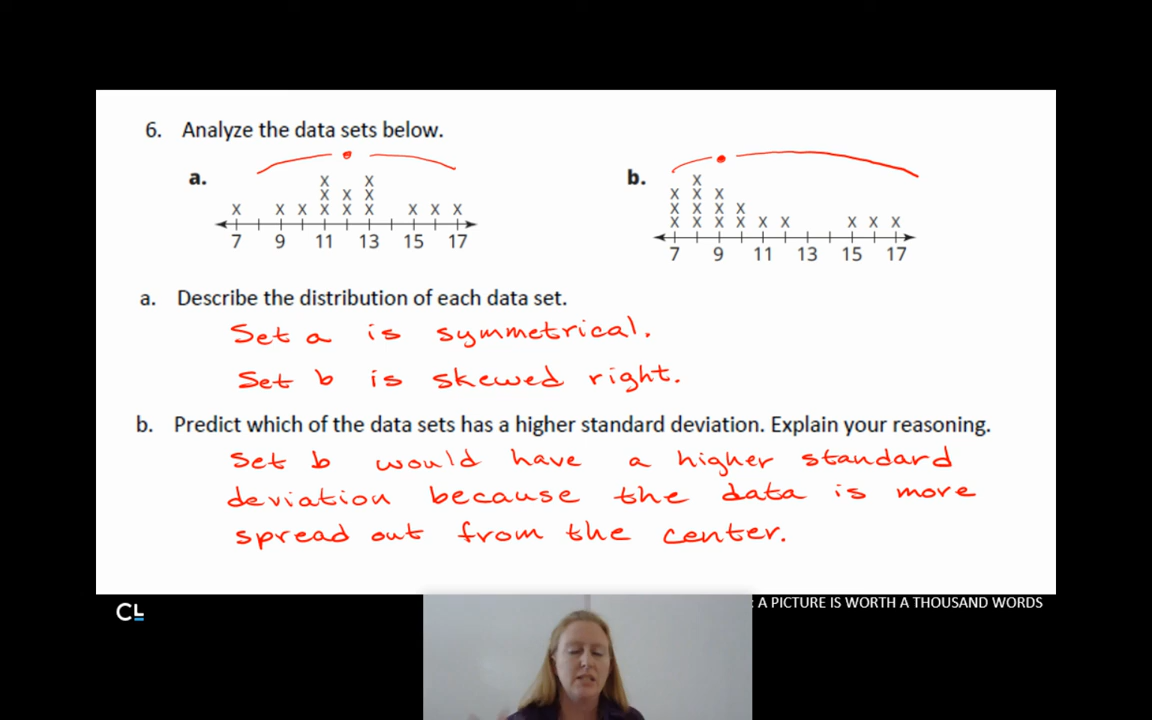 6. Analyze the data sets below.
a.
b.
7 9 11 13 15 17
7 9 11 13 15 17
a. Describe the distribution of each data set.
Set a is symmetrical.
Set b is skewed right.
b. Predict which of the data sets has a higher standard deviation. Explain your reasoning.
Set b would have a higher standard
deviation because the data is more
spread out from the center.
CL
: A PICTURE IS WORTH A THOUSAND WORDS